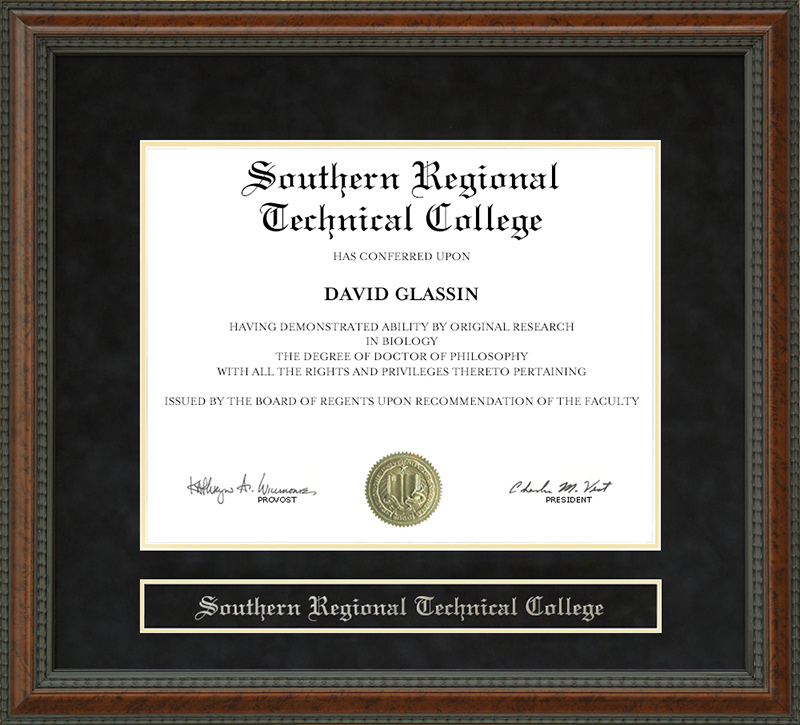 Southern Regional
Technical College
HAS CONFERRED UPON
DAVID GLASSIN
HAVING DEMONSTRATED ABILITY BY ORIGINAL RESEARCH
IN BIOLOGY
THE DEGREE OF DOCTOR OF PHILOSOPHY
WITH ALL THE RIGHTS AND PRIVILEGES THERETO PERTAINING
ISSUED BY THE BOARD OF REGENTS UPON RECOMMENDATION OF THE FACULTY
Charles M. Vest
PROVOST
PRESIDENT
Southern Regional Technical College